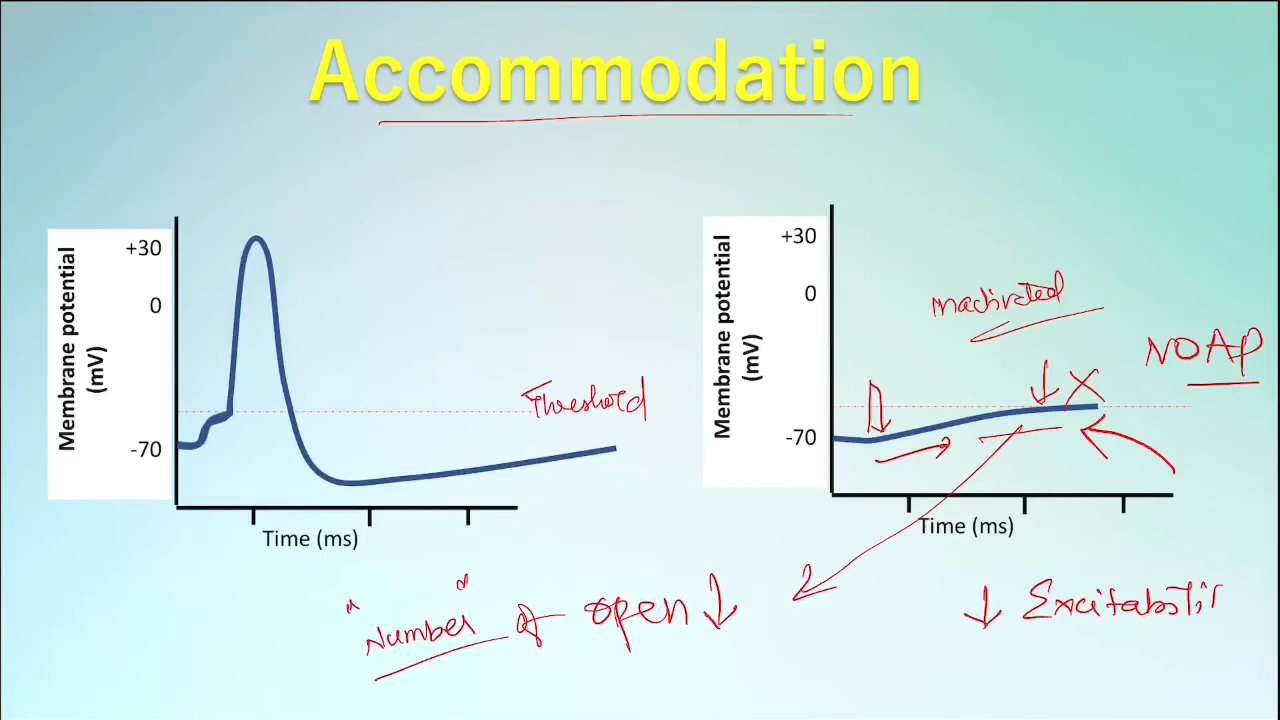 Accommodation
Membrane potential
(mV)
+30
0
-70
Threshold
Time (ms)
Membrane potential
(mV)
+30
0
-70
Inactivated
NO AP
X
Time (ms)
"Number" of open ↓
↓